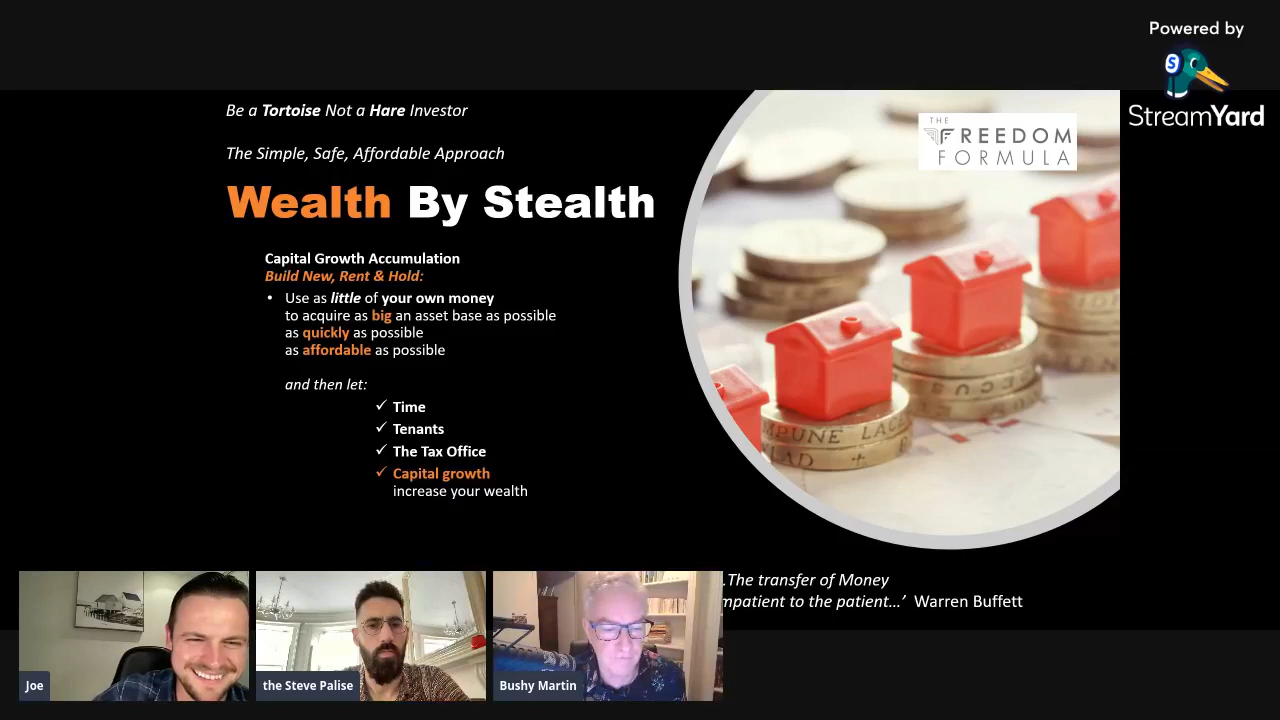 Powered by
StreamYard
Be a Tortoise Not a Hare Investor
The Simple, Safe, Affordable Approach
Wealth By Stealth
THE
FREEDOM
FORMULA
Capital Growth Accumulation
Build New, Rent & Hold:
• Use as little of your own money
to acquire as big an asset base as possible
as quickly as possible
as affordable as possible
and then let:
✓ Time
✓ Tenants
✓ The Tax Office
✓ Capital growth
increase your wealth
.The transfer of Money
mpatient to the patient...’ Warren Buffett
Joe
the Steve Palise
Bushy Martin